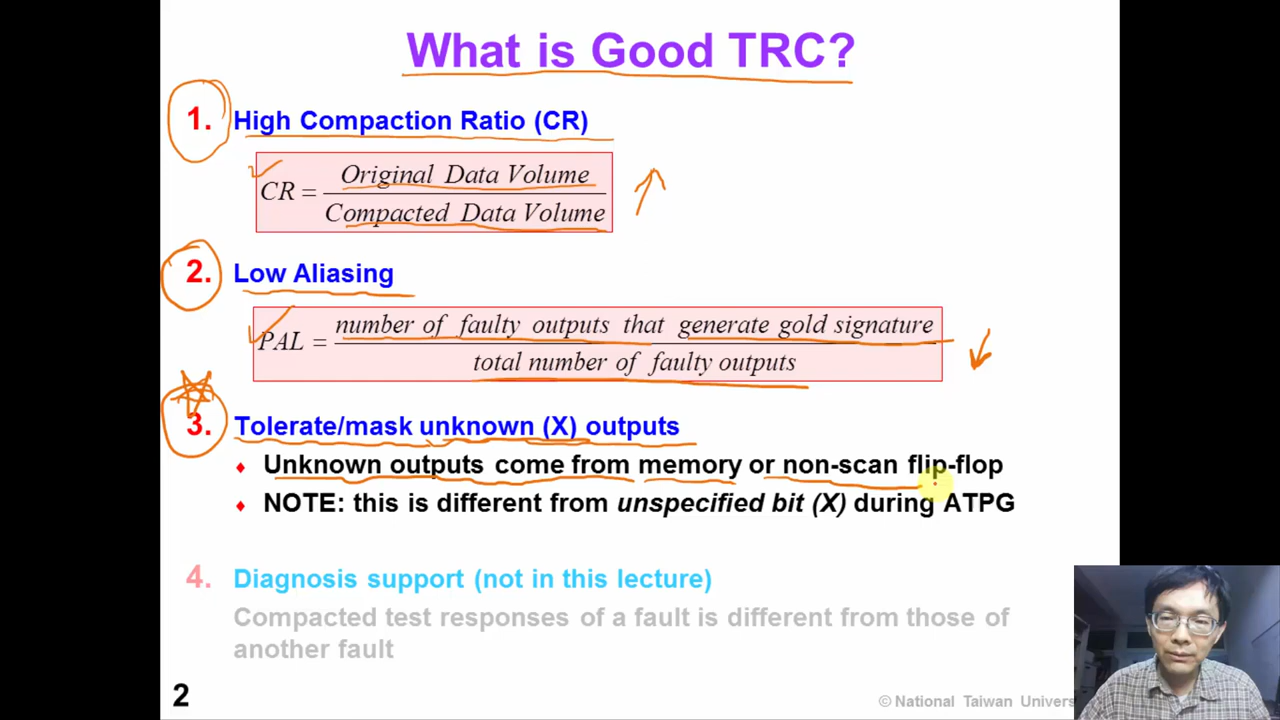 What is Good TRC?
1. High Compaction Ratio (CR)
CR = Original Data Volume
Compacted Data Volume
2. Low Aliasing
PAL = number of faulty outputs that generate gold signature
total number of faulty outputs
3. Tolerate/mask unknown (X) outputs
♦ Unknown outputs come from memory or non-scan flip-flop
♦ NOTE: this is different from unspecified bit (X) during ATPG
4. Diagnosis support (not in this lecture)
Compacted test responses of a fault is different from those of
another fault
2
© National Taiwan Univers